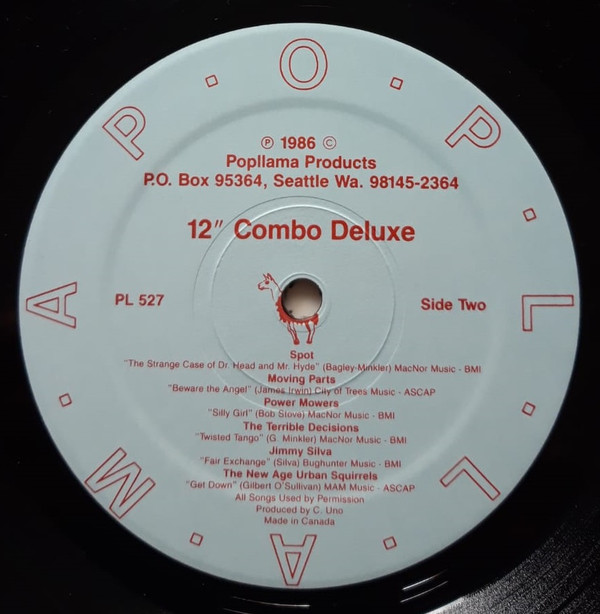 POPLLAMA
℗ 1986 ©
Popllama Products
P.O. Box 95364, Seattle Wa. 98145-2364
12" Combo Deluxe
PL 527
Side Two
Spot
"The Strange Case of Dr. Head and Mr. Hyde" (Bagley-Minkler) MacNor Music - BMI
Moving Parts
"Beware the Angel" (James Irwin) City of Trees Music - ASCAP
Power Mowers
"Silly Girl" (Bob Stove) MacNor Music - BMI
The Terrible Decisions
"Twisted Tango" (G. Minkler) MacNor Music - BMI
Jimmy Silva
"Fair Exchange" (Silva) Bughunter Music - BMI
The New Age Urban Squirrels
"Get Down" (Gilbert O'Sullivan) MAM Music - ASCAP
All Songs Used by Permission
Produced by C. Uno
Made in Canada